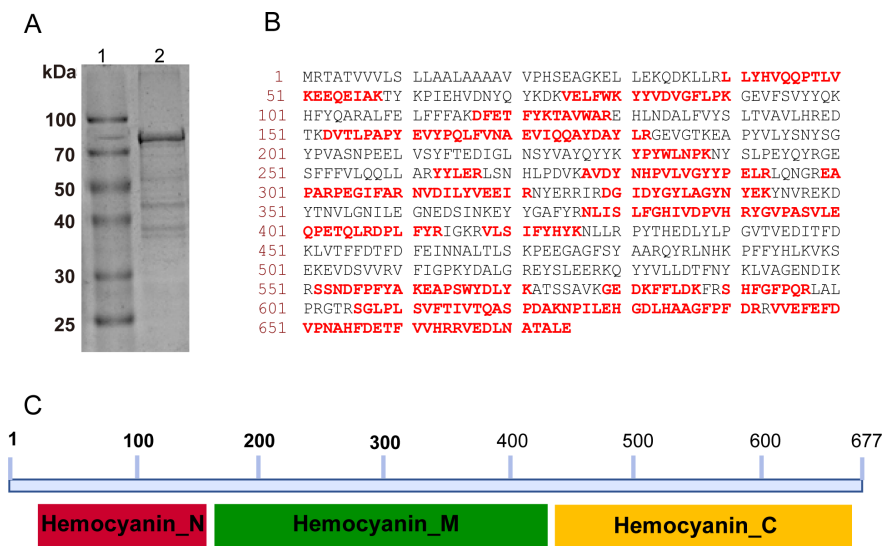 A
B
1 2
kDa
100
70
50
40
30
25
1 MRTATVVVLS LLAALAAAAV VPHSEAGKEL LEKQDKLLRL LYHVQQPTLV
51 KEEQEIAKTY KPIEHVDNYQ YKDKVELFWK YYVDVGFLPK GEVFSVYYQK
101 HFYQARALFE LFFFAKDFET FYKTAVWARE HLNDALFVYS LTVAVLHRED
151 TKDVTLPAPY EVYPQLFVNA EVIQQAYDAY LRGEVGTKEA PYVLYSNYSG
201 YPVASNPEEL VSYFTEDIGL NSYVAQYYYK YPYWLNPKNY SLPEYQYRGE
251 SFFFVLQQLL ARYYLERLSN HLPDVKAVDY NHPVLVGYYP ELRLQNGREA
301 PARPEGIFAR NVDILYVEEI RNYERRIRDG IDYGYLAGYN YEKYNVREKD
351 YTNVLGNILE GNEDSINKEY YGAFYRNLIS LFGHIVDPVH RYGVPASVLE
401 QPETQLRDPL FYRIGKRVLS IFYHYKNLLR PYTHEDLYLP GVTVEDITFD
451 KLVTFFDTFD FEINNALTLS KPEEGAGFSY AARQYRLNHK PFFYHLKVKS
501 EKEVDSVVRV FIGPKYDALG REYSLEERKQ YYVLLDTFNY KLVAGENDIK
551 RSSNDFPFYA KEAPSWYDLY KATSSAVKGE DKFFLDKFRS HFGFPQRLAL
601 PRGTRSGLPL SVFTIVTQAS PDAKNPILEH GDLHAAGFPF DRRVVEFEFD
651 VPNAHFDETF VVHRRVEDLN ATALE
C
1 100 200 300 400 500 600 677
Hemocyanin_N Hemocyanin_M Hemocyanin_C